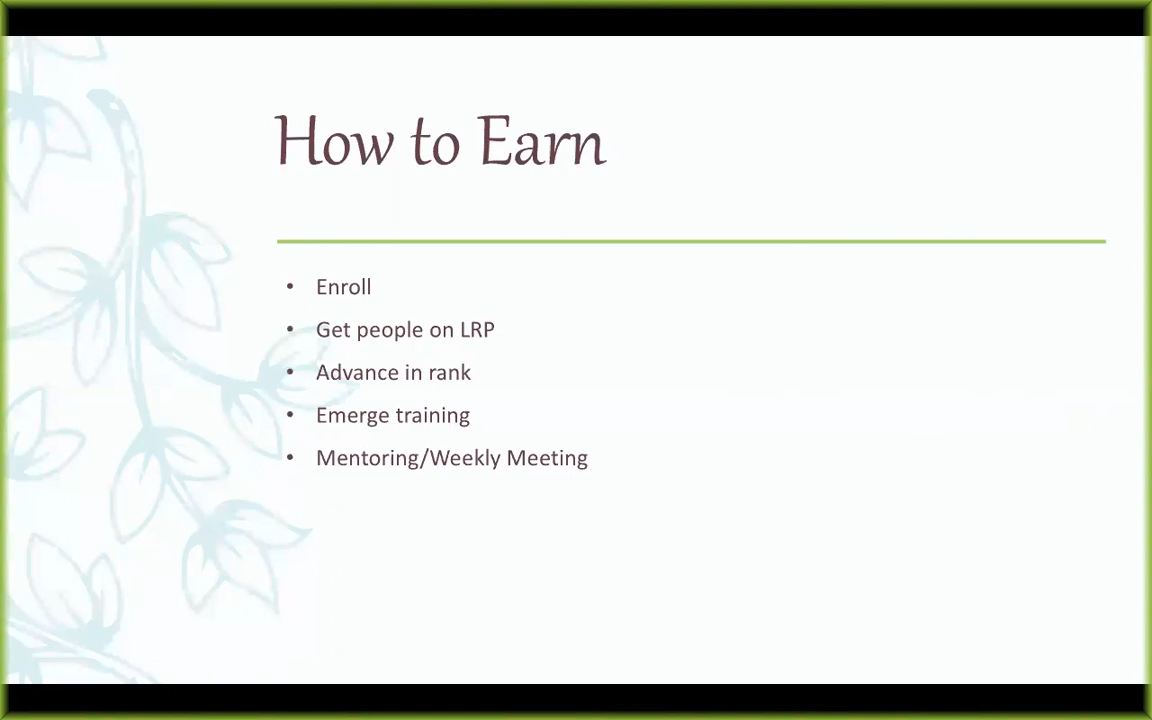 How to Earn
• Enroll
• Get people on LRP
• Advance in rank
• Emerge training
• Mentoring/Weekly Meeting